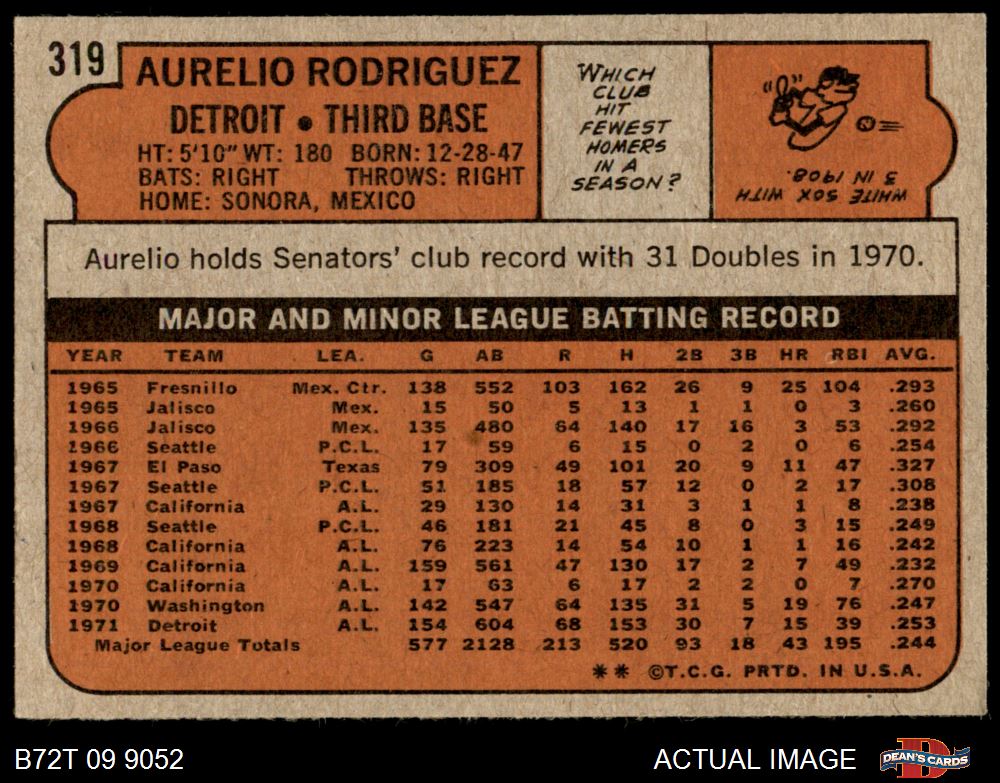 319
AURELIO RODRIGUEZ
DETROIT • THIRD BASE
HT: 5'10" WT: 180 BORN: 12-28-47
BATS: RIGHT THROWS: RIGHT
HOME: SONORA, MEXICO
WHICH
CLUB
HIT
FEWEST
HOMERS
IN A
SEASON?
WHITE SOX WITH
3 IN 1908.
Aurelio holds Senators' club record with 31 Doubles in 1970.
MAJOR AND MINOR LEAGUE BATTING RECORD
YEAR TEAM LEA. G AB R H 2B 3B HR RBI AVG.
1965 Fresnillo Mex. Ctr. 138 552 103 162 26 9 25 104 .293
1965 Jalisco Mex. 15 50 5 13 1 1 0 3 .260
1966 Jalisco Mex. 135 480 64 140 17 16 3 53 .292
1966 Seattle P.C.L. 17 59 6 15 0 2 0 6 .254
1967 El Paso Texas 79 309 49 101 20 9 11 47 .327
1967 Seattle P.C.L. 51 185 18 57 12 0 2 17 .308
1967 California A.L. 29 130 14 31 3 1 1 8 .238
1968 Seattle P.C.L. 46 181 21 45 8 0 3 15 .249
1968 California A.L. 76 223 14 54 10 1 1 16 .242
1969 California A.L. 159 561 47 130 17 2 7 49 .232
1970 California A.L. 17 63 6 17 2 2 0 7 .270
1970 Washington A.L. 142 547 64 135 31 5 19 76 .247
1971 Detroit A.L. 154 604 68 153 30 7 15 39 .253
Major League Totals 577 2128 213 520 93 18 43 195 .244
** ©T.C.G. PRTD. IN U.S.A.
B72T 09 9052
ACTUAL IMAGE
D
DEAN'S CARDS